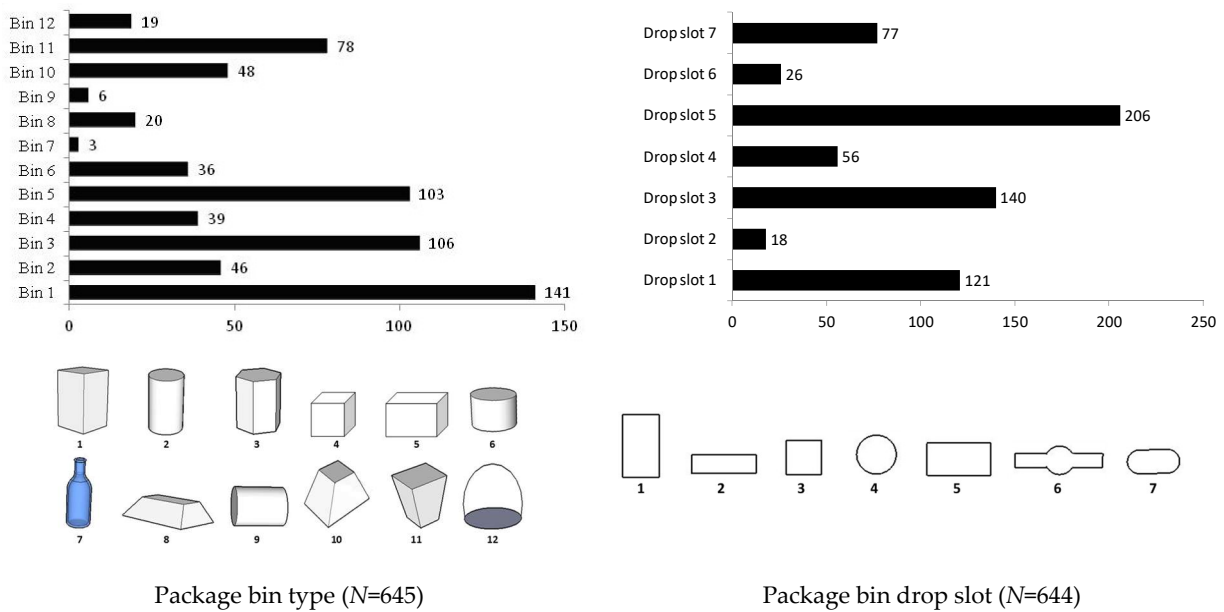 Bin 12 19
Bin 11 78
Bin 10 48
Bin 9 6
Bin 8 20
Bin 7 3
Bin 6 36
Bin 5 103
Bin 4 39
Bin 3 106
Bin 2 46
Bin 1 141
0 50 100 150
1 2 3 4 5 6
7 8 9 10 11 12
Package bin type (N=645)
Drop slot 7 77
Drop slot 6 26
Drop slot 5 206
Drop slot 4 56
Drop slot 3 140
Drop slot 2 18
Drop slot 1 121
0 50 100 150 200 250
1 2 3 4 5 6 7
Package bin drop slot (N=644)